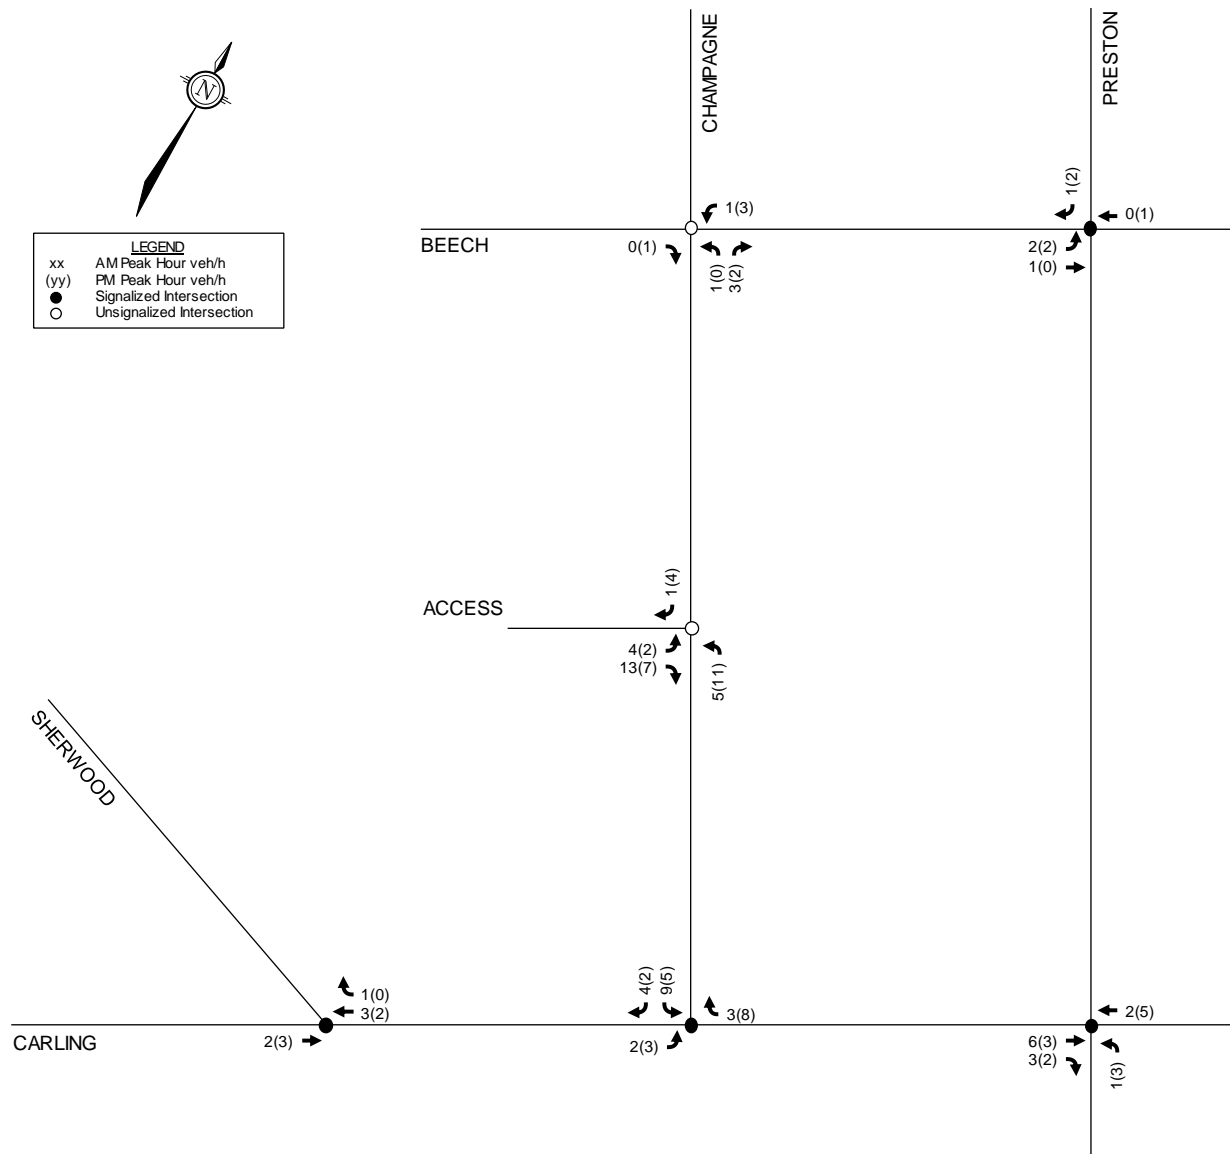 CHAMPAGNE
PRESTON
N
LEGEND
xx AM Peak Hour veh/h
(yy) PM Peak Hour veh/h
Signalized Intersection
Unsignalized Intersection
1(3)
BEECH
0(1)
1(0)
3(2)
1(2)
0(1)
2(2)
1(0)
ACCESS
1(4)
4(2)
13(7)
5(11)
SHERWOOD
1(0)
3(2)
CARLING
2(3)
4(2)
9(5)
3(8)
2(3)
2(5)
6(3)
3(2)
1(3)